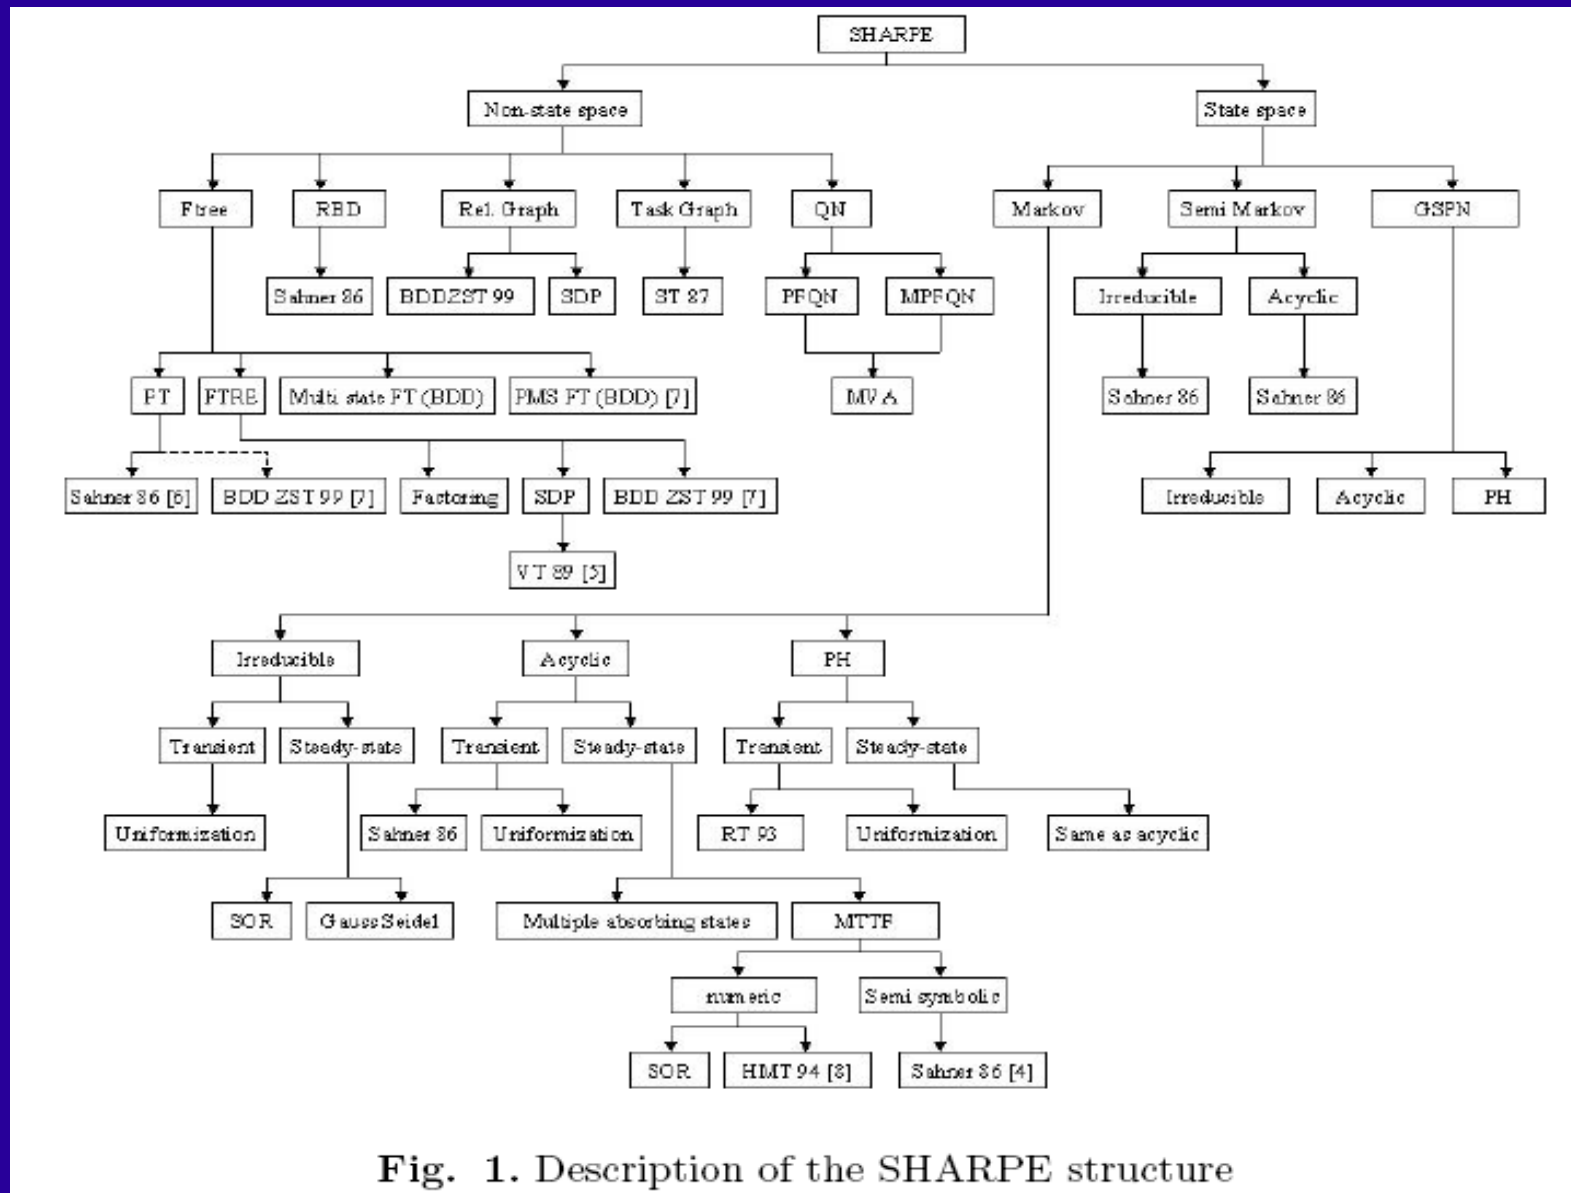 SHARPE
Non-state space
State space
Ftree
RBD
Rel. Graph
Task Graph
QN
Markov
Semi Markov
GSPN
Sahner 86
BDDZST 99
SDP
ST 87
PFQN
MPFQN
Irreducible
Acyclic
FT
FTRE
Multi state FT (BDD)
PMS FT (BDD) [7]
MVA
Sahner 86
Sahner 86
Sahner 86 [6]
BDD ZST 99 [7]
Factoring
SDP
BDD ZST 99 [7]
Irreducible
Acyclic
PH
VT 89 [5]
Irreducible
Acyclic
PH
Transient
Steady-state
Transient
Steady-state
Transient
Steady-state
Uniformization
Sahner 86
Uniformization
RT 93
Uniformization
Same as acyclic
SOR
Gauss Seidel
Multiple absorbing states
MTTF
numeric
Semi symbolic
SOR
HMT 94 [8]
Sahner 86 [4]
Fig. 1. Description of the SHARPE structure